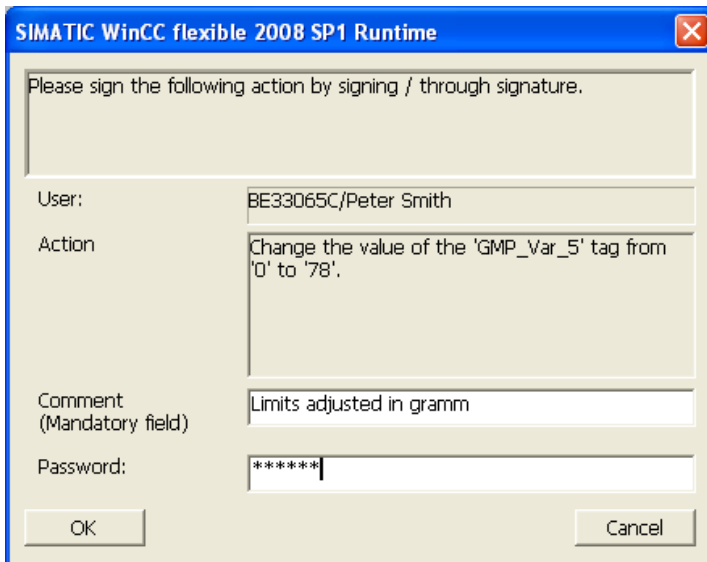 SIMATIC WinCC flexible 2008 SP1 Runtime
Please sign the following action by signing / through signature.
User:
BE33065C/Peter Smith
Action
Change the value of the 'GMP_Var_5' tag from
'0' to '78'.
Comment
(Mandatory field)
Limits adjusted in gramm
Password:
******
OK
Cancel